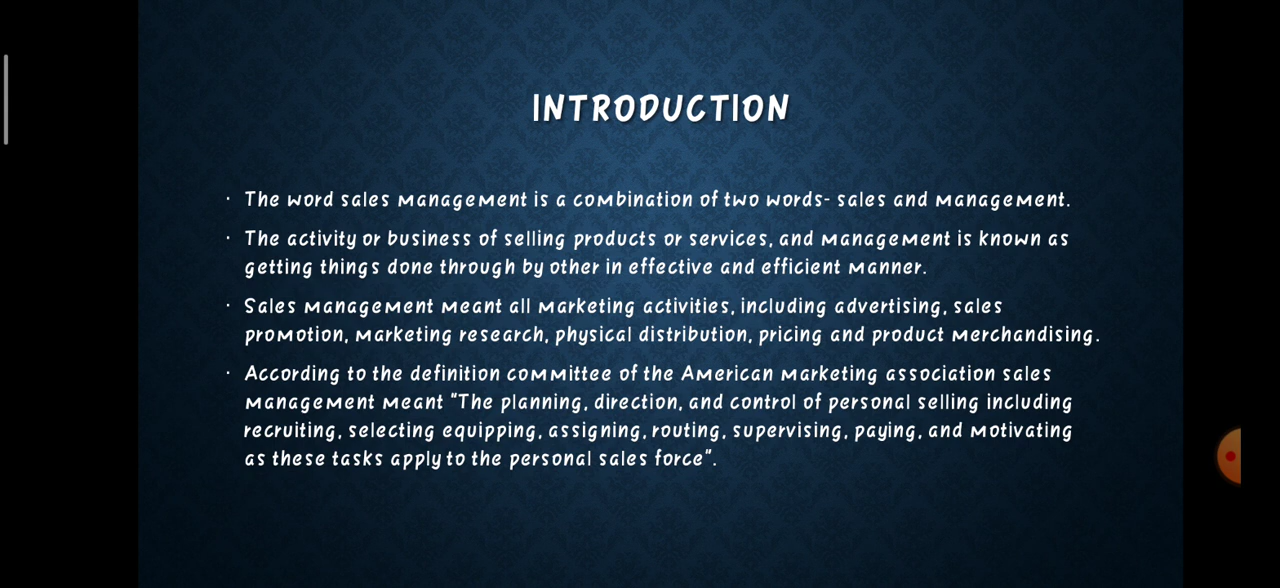 INTRODUCTION
· The word sales management is a combination of two words- sales and management.
· The activity or business of selling products or services, and management is known as
getting things done through by other in effective and efficient manner.
· Sales management meant all marketing activities, including advertising, sales
promotion, marketing research, physical distribution, pricing and product merchandising.
· According to the definition committee of the American marketing association sales
management meant "The planning, direction, and control of personal selling including
recruiting, selecting equipping, assigning, routing, supervising, paying, and motivating
as these tasks apply to the personal sales force".